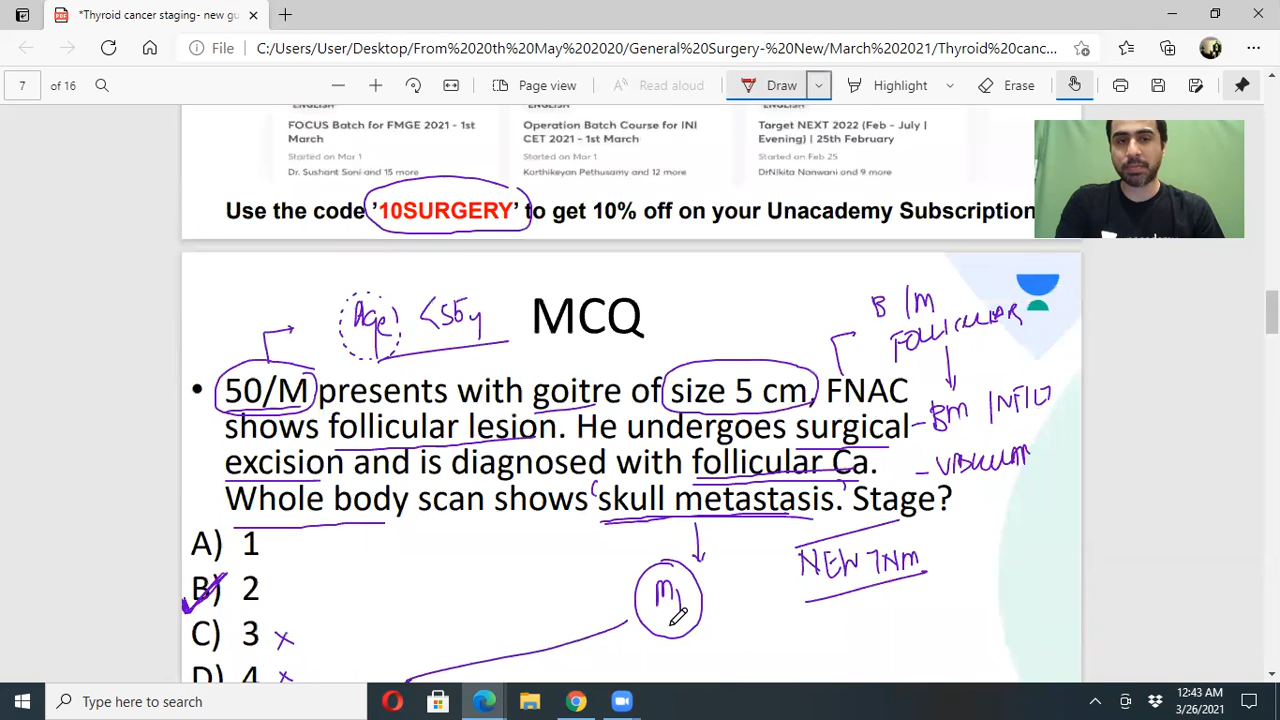 *Thyroid cancer staging- new gu
File
C:/Users/User/Desktop/From%2020th%20May%202020/General%20Surgery-%20New/March%202021/Thyroid%20canc...
7 of 16
Page view
Read aloud
Draw
Highlight
Erase
ENGLISH
ENGLISH
ENGLISH
FOCUS Batch for FMGE 2021 - 1st
March
Started on Mar 1
Dr. Sushant Soni and 15 more
Operation Batch Course for INI
CET 2021 - 1st March
Started on Mar 1
Karthikeyan Pethusamy and 12 more
Target NEXT 2022 (Feb - July |
Evening) | 25th February
Started on Feb 25
DrNikita Nanwani and 9 more
Use the code '10SURGERY' to get 10% off on your Unacademy Subscription
Age <55y
MCQ
B/M
FOLLICULAR
BM INFILT
- VASCULAR
• 50/M presents with goitre of size 5 cm, FNAC
shows follicular lesion. He undergoes surgical
excision and is diagnosed with follicular Ca.
Whole body scan shows skull metastasis. Stage?
A) 1
B) 2
C) 3 x
D) 4 x
M1
NEW TNM
Type here to search
12:43 AM
3/26/2021